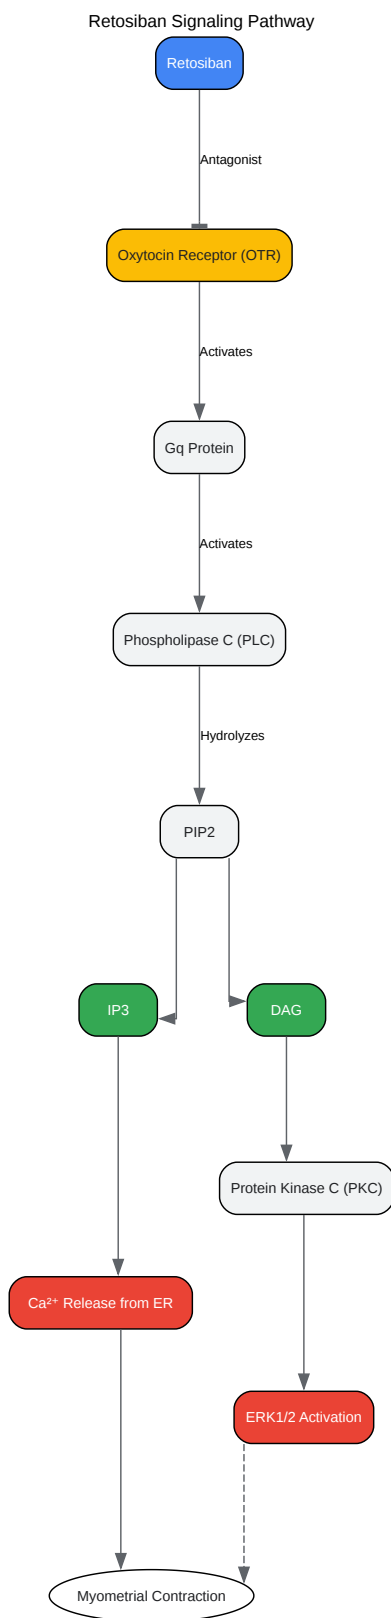 Retosiban Signaling Pathway
Retosiban
Antagonist
Oxytocin Receptor (OTR)
Activates
Gq Protein
Activates
Phospholipase C (PLC)
Hydrolyzes
PIP2
IP3
DAG
Protein Kinase C (PKC)
Ca²⁺ Release from ER
ERK1/2 Activation
Myometrial Contraction